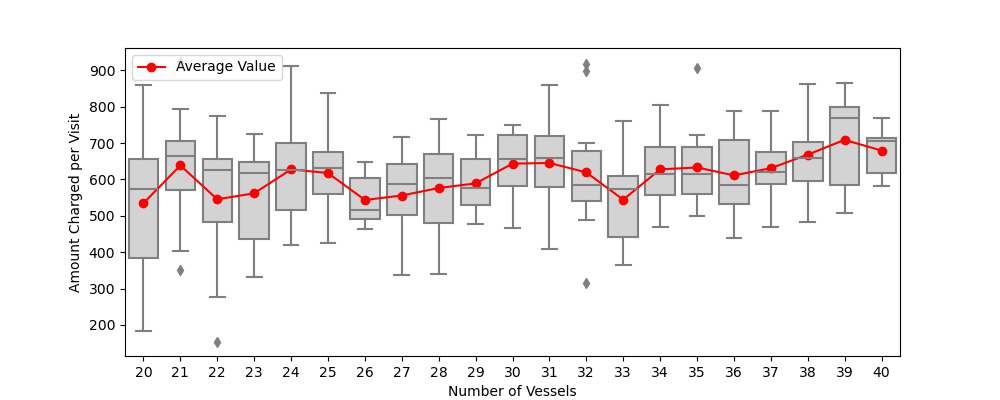 Average Value
Amount Charged per Visit
900
800
700
600
500
400
300
200
20 21 22 23 24 25 26 27 28 29 30 31 32 33 34 35 36 37 38 39 40
Number of Vessels